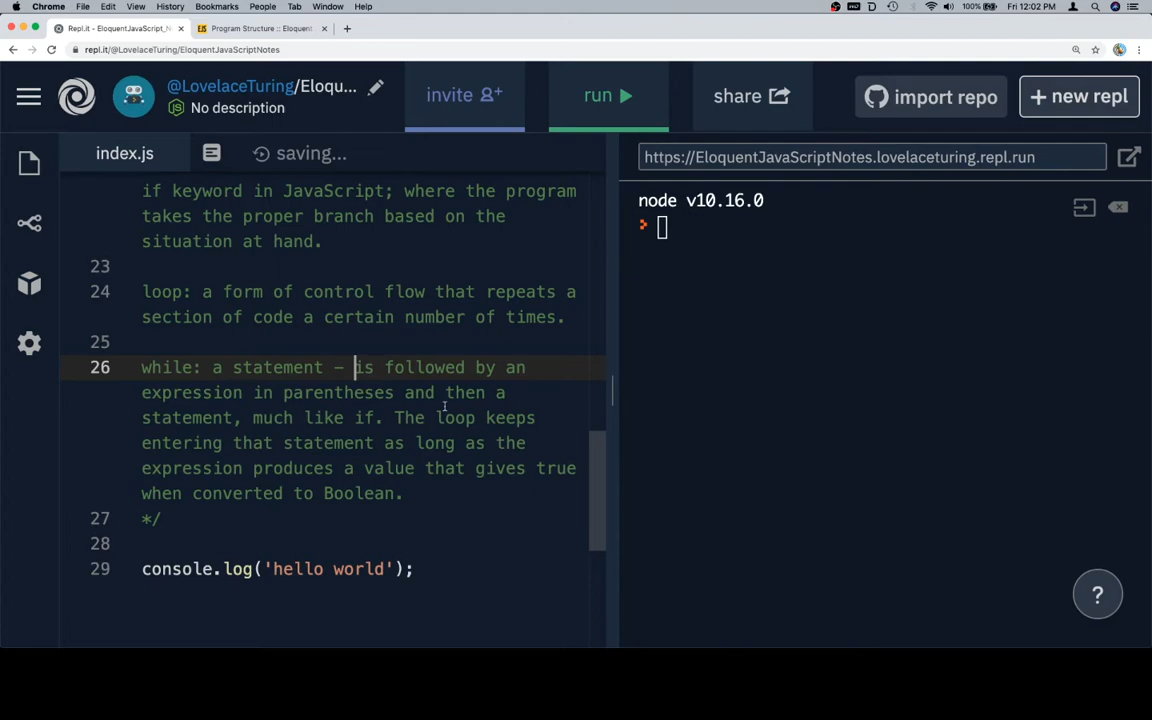 Chrome File Edit View History Bookmarks People Tab Window Help 100% Fri 12:02 PM
Repl.it - EloquentJavaScript_N Program Structure :: Eloquent
repl.it/@LovelaceTuring/EloquentJavaScriptNotes
@LovelaceTuring/Eloqu...
No description
invite
run
share
import repo
+ new repl
index.js
saving...
https://EloquentJavaScriptNotes.lovelaceturing.repl.run
node v10.16.0
if keyword in JavaScript; where the program
takes the proper branch based on the
situation at hand.
23
24 loop: a form of control flow that repeats a
section of code a certain number of times.
25
26 while: a statement – is followed by an
expression in parentheses and then a
statement, much like if. The loop keeps
entering that statement as long as the
expression produces a value that gives true
when converted to Boolean.
27 */
28
29 console.log('hello world');
?